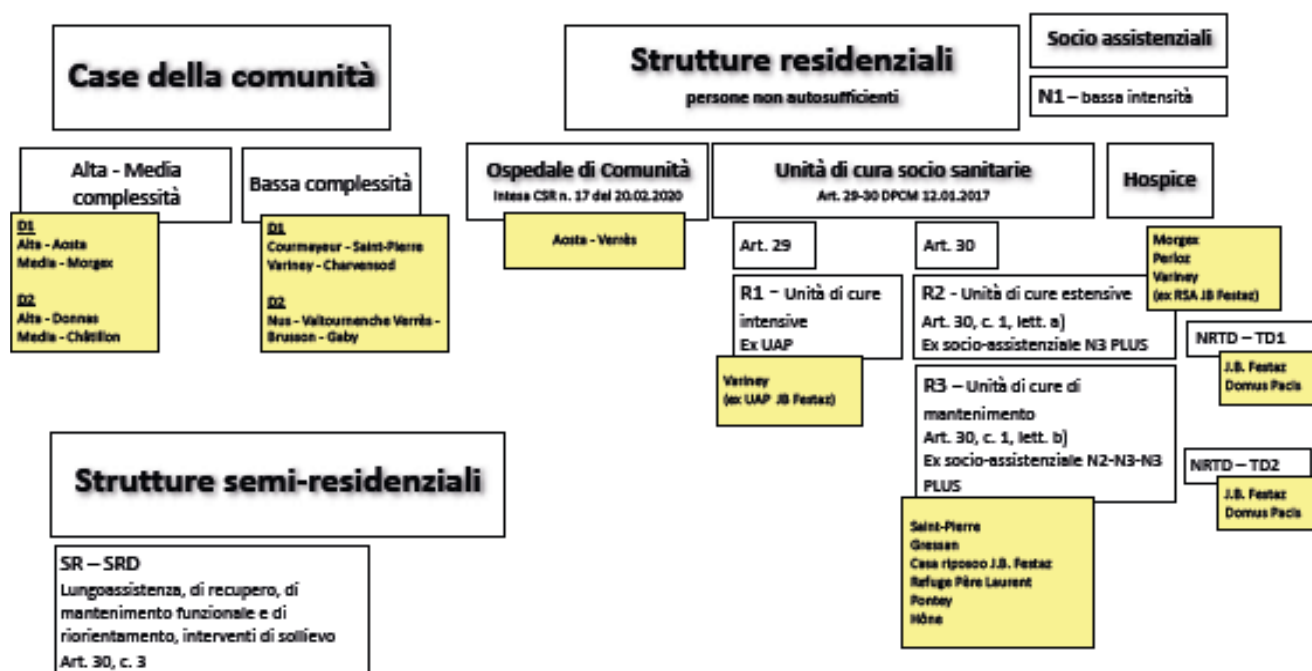 Case della comunità
Alta - Media
complessità
D1
Alta - Aosta
Media - Morgex
D2
Alta - Donnas
Media - Châtillon
Bassa complessità
D1
Courmayeur - Saint-Pierre
Variney - Charvensod
D2
Nus - Valtournenche Verrès -
Brusson - Gaby
Strutture residenziali
persone non autosufficienti
Socio assistenziali
N1 – bassa intensità
Ospedale di Comunità
Intesa CSR n. 17 del 20.02.2020
Aosta - Verrès
Unità di cura socio sanitarie
Art. 29-30 DPCM 12.01.2017
Art. 29
R1 – Unità di cure
intensive
Ex UAP
Variney
(ex UAP JB Festaz)
Art. 30
R2 - Unità di cure estensive
Art. 30, c. 1, lett. a)
Ex socio-assistenziale N3 PLUS
R3 – Unità di cure di
mantenimento
Art. 30, c. 1, lett. b)
Ex socio-assistenziale N2-N3-N3
PLUS
Saint-Pierre
Gressan
Casa riposo J.B. Festaz
Refuge Père Laurent
Pontey
Hône
Hospice
Morgex
Perloz
Variney
(ex RSA JB Festaz)
NRTD – TD1
J.B. Festaz
Domus Pacis
NRTD – TD2
J.B. Festaz
Domus Pacis
Strutture semi-residenziali
SR – SRD
Lungoassistenza, di recupero, di
mantenimento funzionale e di
riorientamento, interventi di sollievo
Art. 30, c. 3